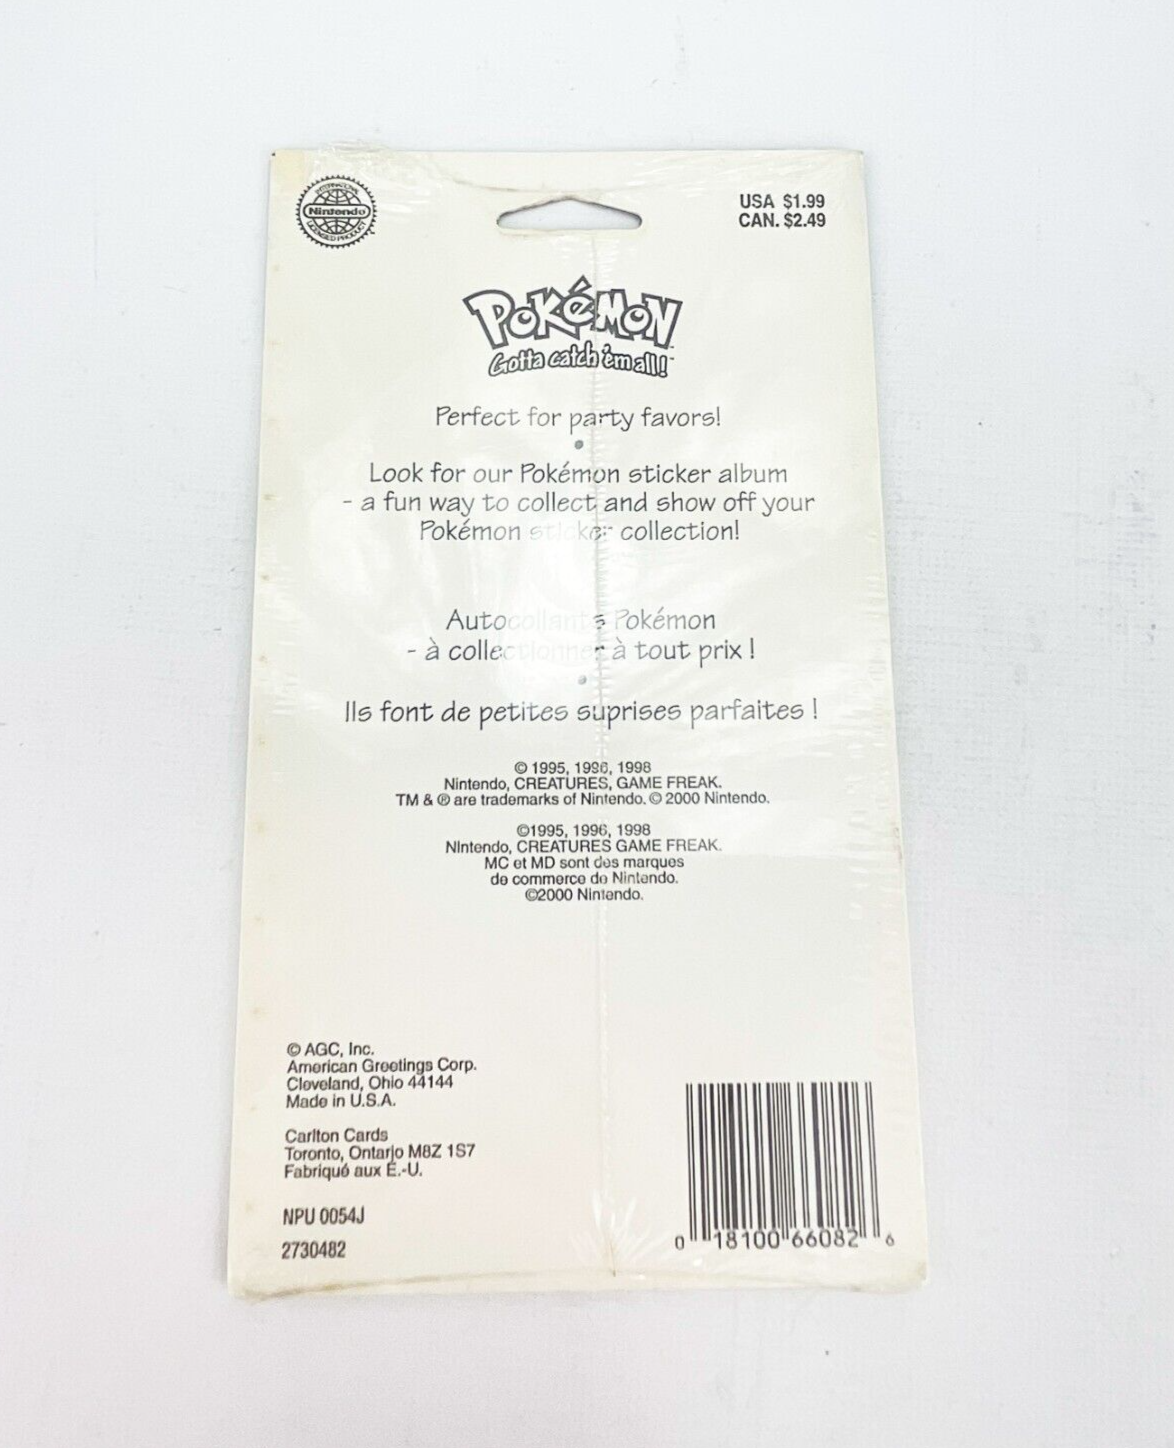 INTERNATIONAL
Nintendo
LICENSED PRODUCT
USA $1.99
CAN. $2.49
POKéMON
Gotta catch 'em all!™
Perfect for party favors!
•
Look for our Pokémon sticker album
- a fun way to collect and show off your
Pokémon sticker collection!
Autocollants Pokémon
- à collectionner à tout prix !
•
Ils font de petites suprises parfaites !
© 1995, 1996, 1998
Nintendo, CREATURES, GAME FREAK.
TM & ® are trademarks of Nintendo. © 2000 Nintendo.
©1995, 1996, 1998
Nintendo, CREATURES GAME FREAK.
MC et MD sont des marques
de commerce de Nintendo.
©2000 Nintendo.
© AGC, Inc.
American Greetings Corp.
Cleveland, Ohio 44144
Made in U.S.A.
Carlton Cards
Toronto, Ontario M8Z 1S7
Fabriqué aux É.-U.
NPU 0054J
2730482
0 18100 66082 6